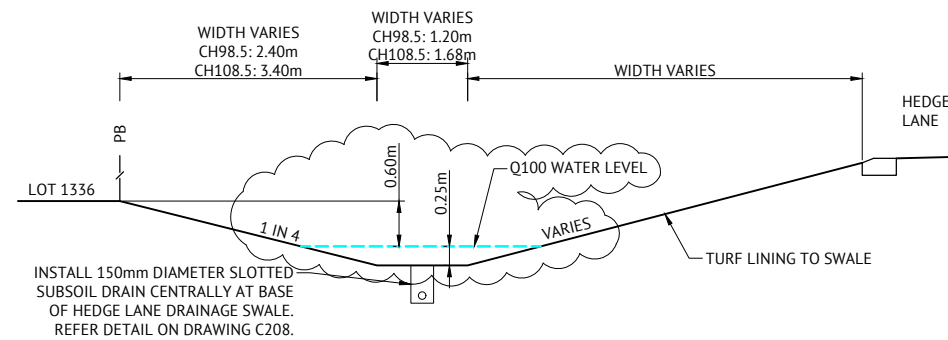 WIDTH VARIES
CH98.5: 2.40m
CH108.5: 3.40m
WIDTH VARIES
CH98.5: 1.20m
CH108.5: 1.68m
WIDTH VARIES
HEDGE
LANE
PB
LOT 1336
0.60m
0.25m
Q100 WATER LEVEL
1 IN 4
VARIES
TURF LINING TO SWALE
INSTALL 150mm DIAMETER SLOTTED
SUBSOIL DRAIN CENTRALLY AT BASE
OF HEDGE LANE DRAINAGE SWALE.
REFER DETAIL ON DRAWING C208.